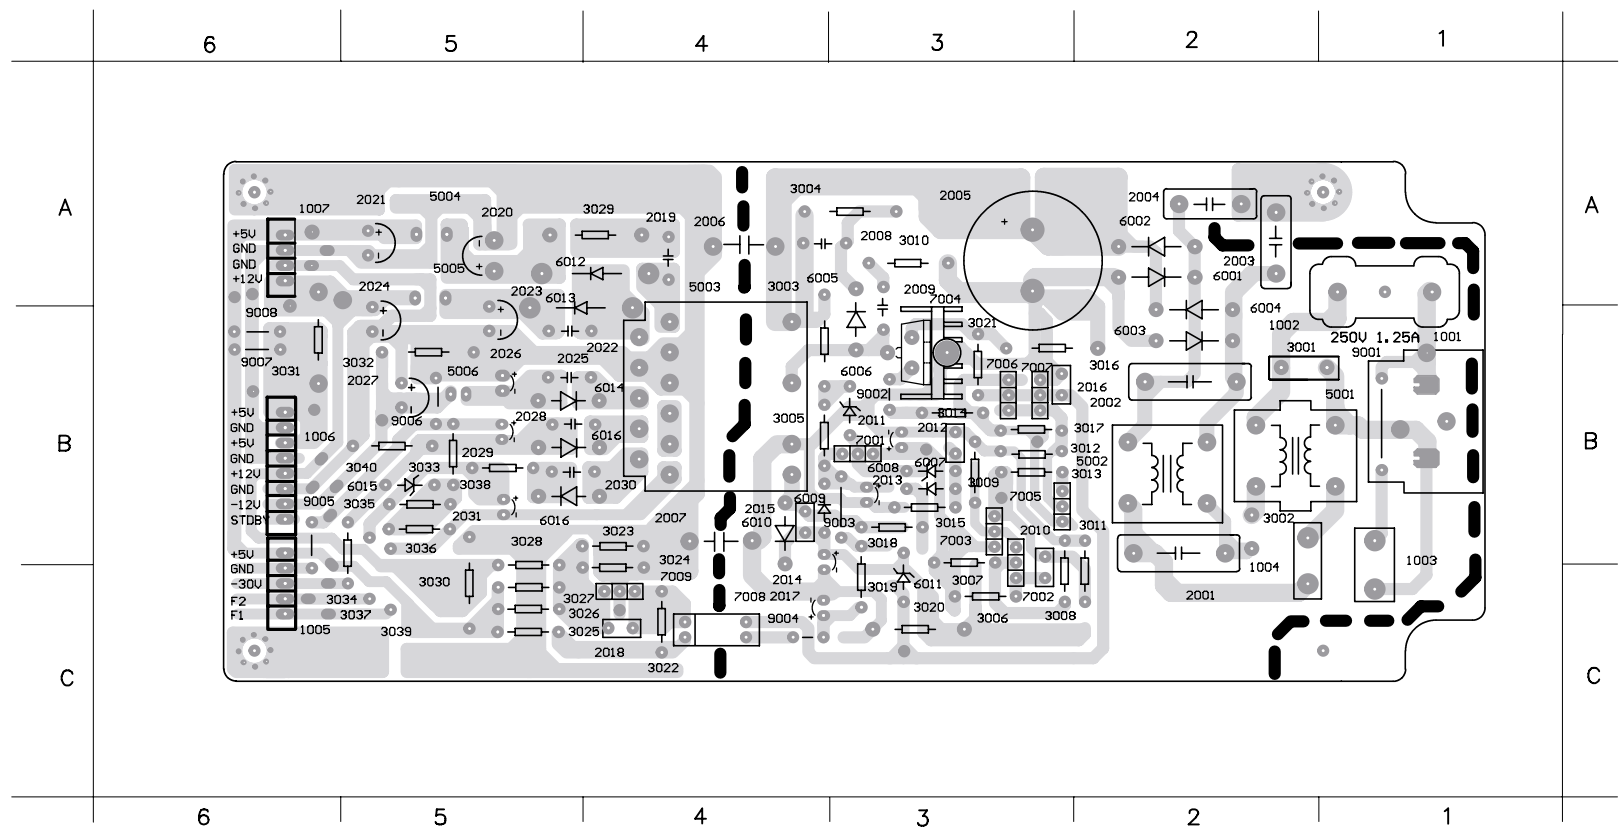 6 5 4 3 2 1
A A
3004 2005 2004
2021 5004
1007 2020 3029 2019 2006 6002
+5V
GND 2008 3010
GND 5005 6012 2003
+12V 6005 6001
2024 2023 6013 5003 3003 2009 7004
9008 3021 6003 6004 1002
250V 1.25A 1001
9007 3032 2026 2025 2022 7006 7007 3016 3001 9001
3031 2027 5006 6014 6006 2016
9002 2002 5001
+5V 9006 2028 3005 2011 3014
GND 2012 3017
B +5V 1006 6016 7001 3012 B
GND 3040 3033 2029 6008 6007 5002
+12V 3013
GND 6015 3038 2030 2013 3009
-12V 9005 3035 6009 7005
STDBY 2031 6016 2007 2015 6010 9003 3015 2010 3011 3002
3023 3018 7003
+5V 3036 3028 3024
GND 1004 1003
-30V 3030 7009 2014 3019 6011 3007
F2 3034 3027 7008 2017 3020 7002 2001
F1 3037 3026 9004 3006 3008
1005 3039 3025
2018 3022
C C
6 5 4 3 2 1